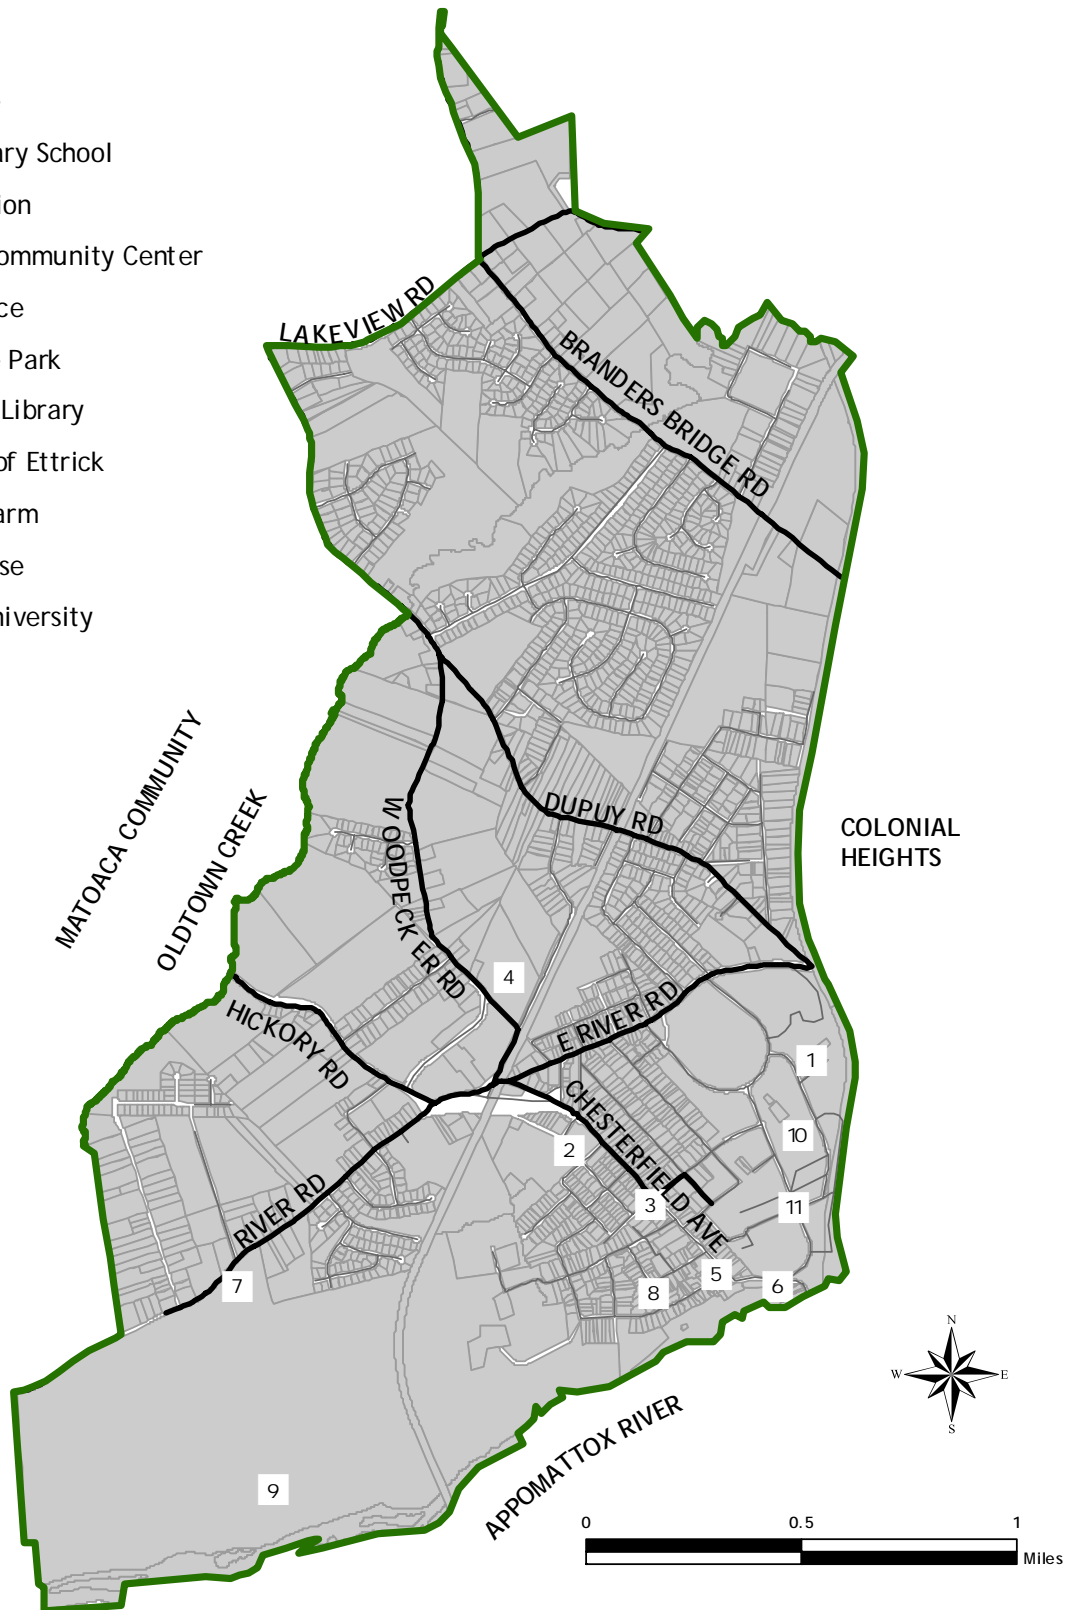 ary School
ion
ommunity Center
ce
Park
Library
of Ettrick
arm
se
niversity
LAKEVIEW RD
BRANDERS BRIDGE RD
MATOACA COMMUNITY
OLDTOWN CREEK
WOODPECKER RD
DUPUY RD
COLONIAL
HEIGHTS
4
HICKORY RD
E RIVER RD
1
CHESTERFIELD AVE
10
2
3
11
RIVER RD
7
8
5
6
N
W
E
S
APPOMATTOX RIVER
9
0
0.5
1
Miles